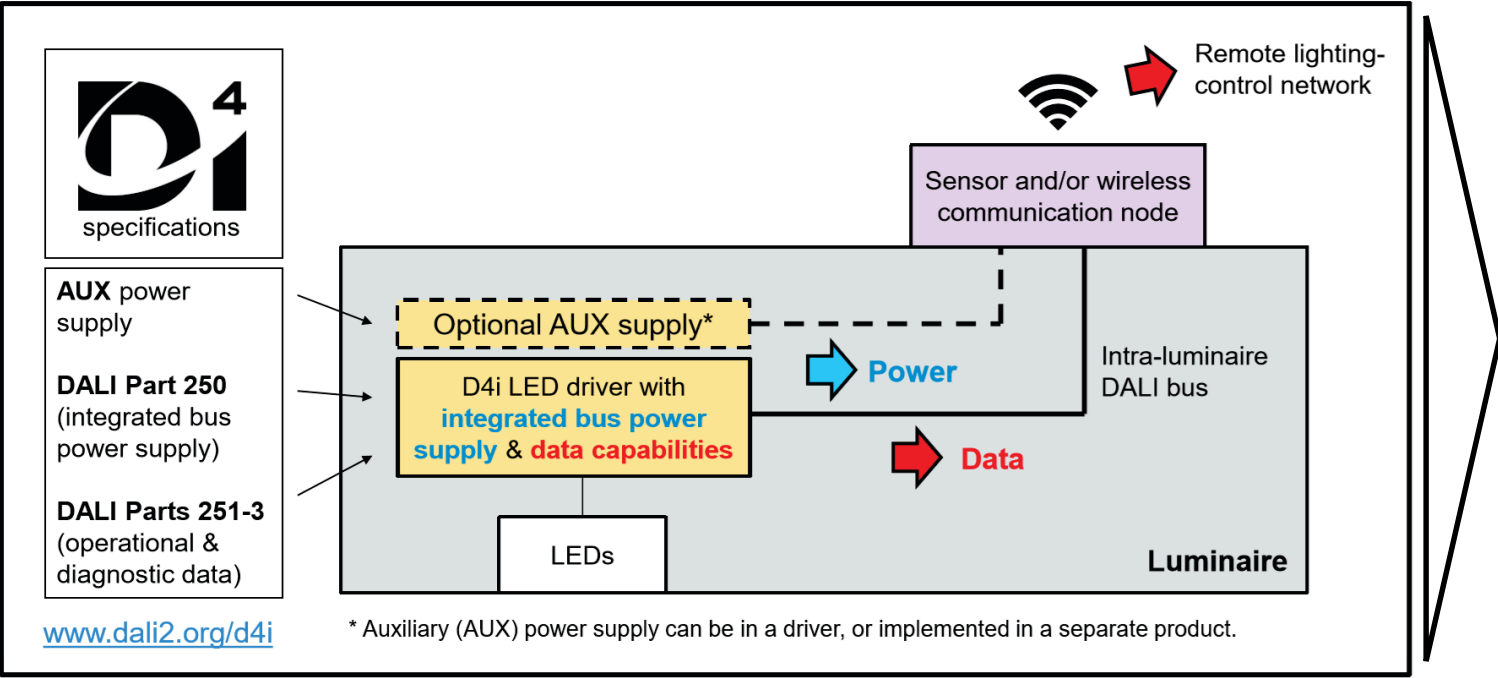 D4i
specifications
AUX power
supply
DALI Part 250
(integrated bus
power supply)
DALI Parts 251-3
(operational &
diagnostic data)
www.dali2.org/d4i
Remote lighting-
control network
Sensor and/or wireless
communication node
Optional AUX supply*
D4i LED driver with
integrated bus power
supply & data capabilities
LEDs
Power
Data
Intra-luminaire
DALI bus
Luminaire
* Auxiliary (AUX) power supply can be in a driver, or implemented in a separate product.